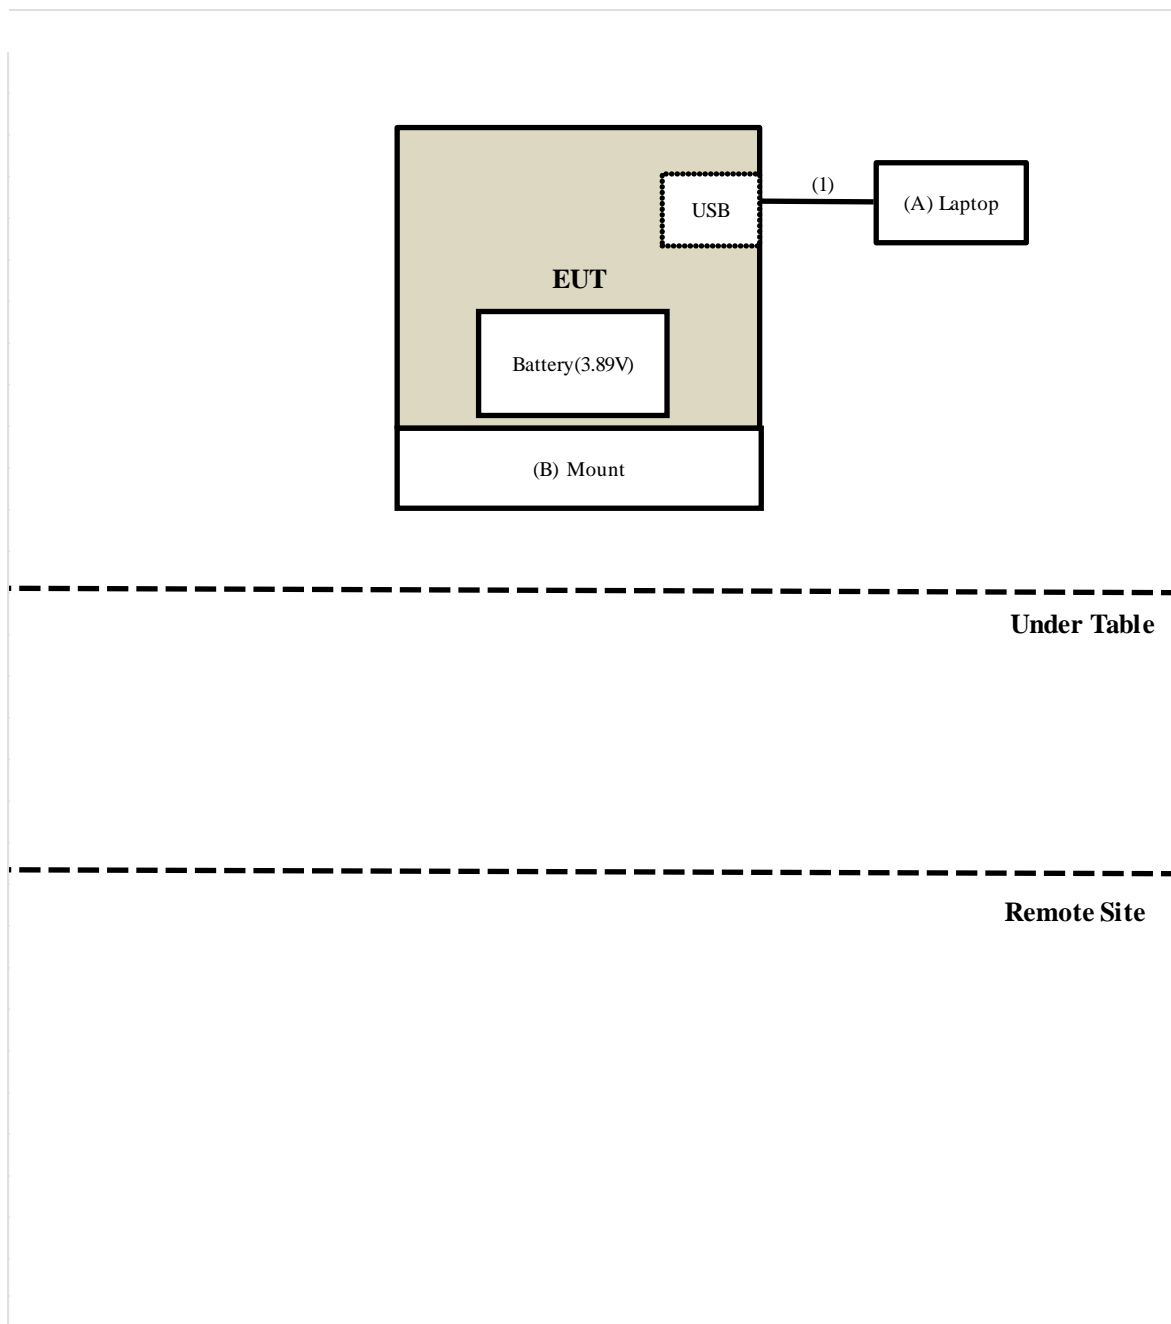 (1)
USB
(A) Laptop
EUT
Battery(3.89V)
(B) Mount
Under Table
Remote Site